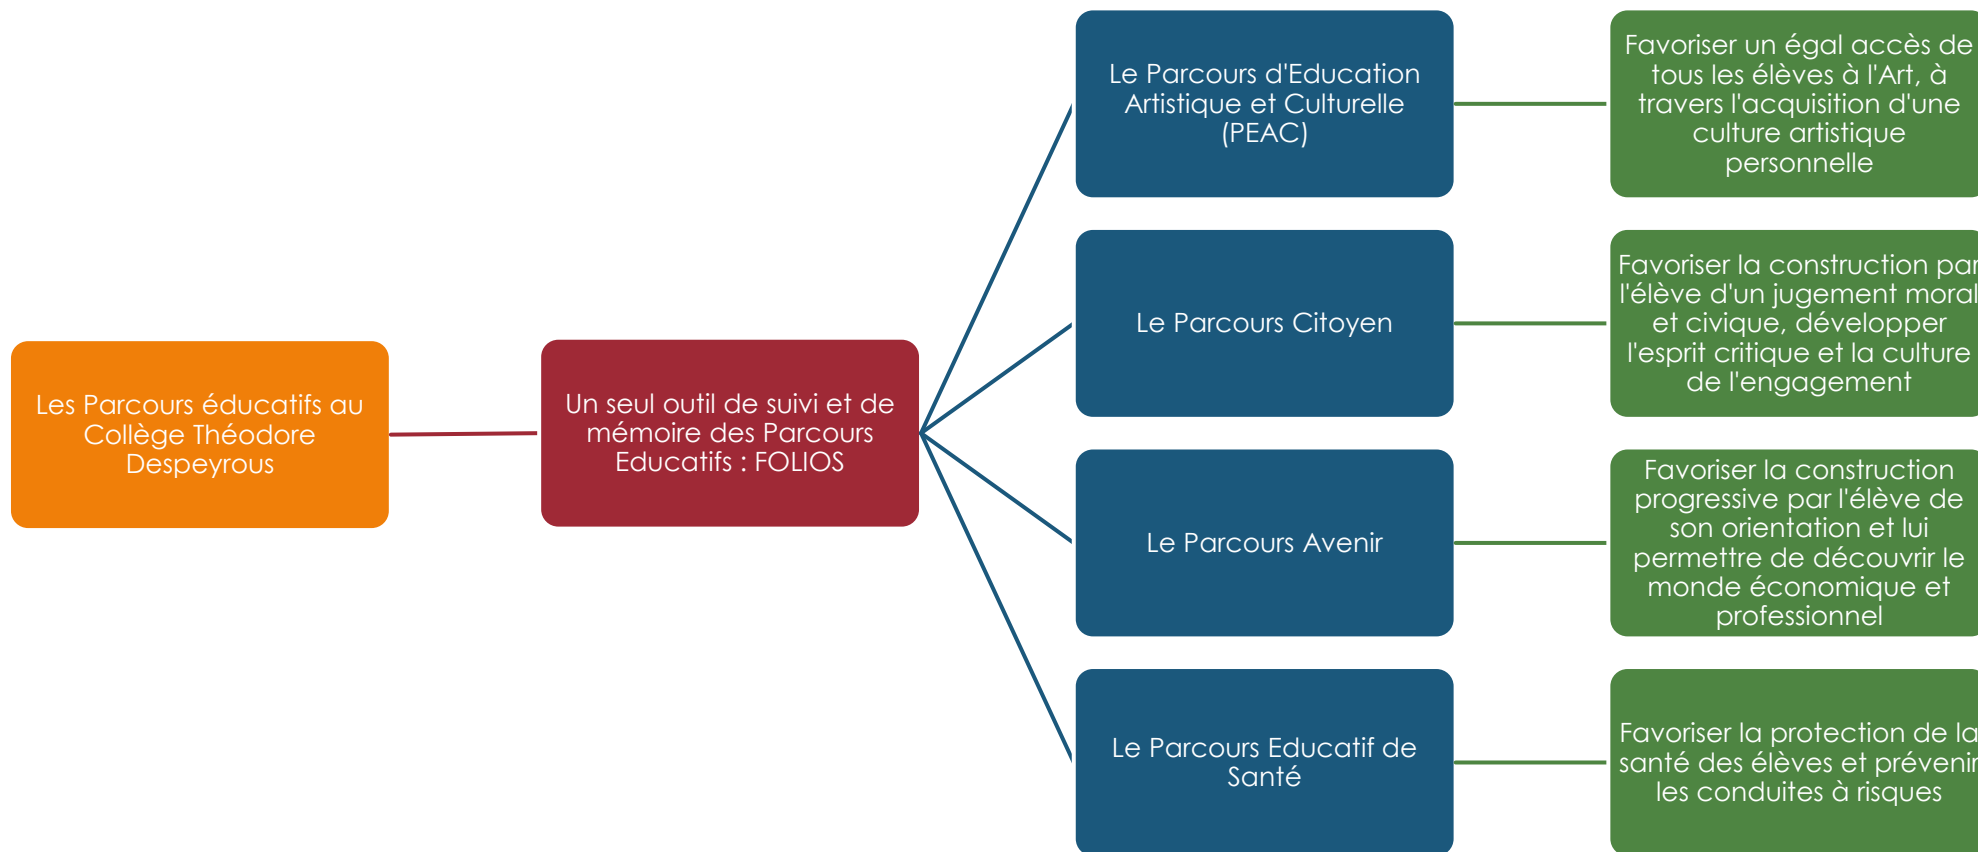 Les Parcours éducatifs au
Collège Théodore
Despeyrous
Un seul outil de suivi et de
mémoire des Parcours
Educatifs : FOLIOS
Le Parcours d'Education
Artistique et Culturelle
(PEAC)
Favoriser un égal accès de
tous les élèves à l'Art, à
travers l'acquisition d'une
culture artistique
personnelle
Le Parcours Citoyen
Favoriser la construction par
l'élève d'un jugement moral
et civique, développer
l'esprit critique et la culture
de l'engagement
Le Parcours Avenir
Favoriser la construction
progressive par l'élève de
son orientation et lui
permettre de découvrir le
monde économique et
professionnel
Le Parcours Educatif de
Santé
Favoriser la protection de la
santé des élèves et prévenir
les conduites à risques